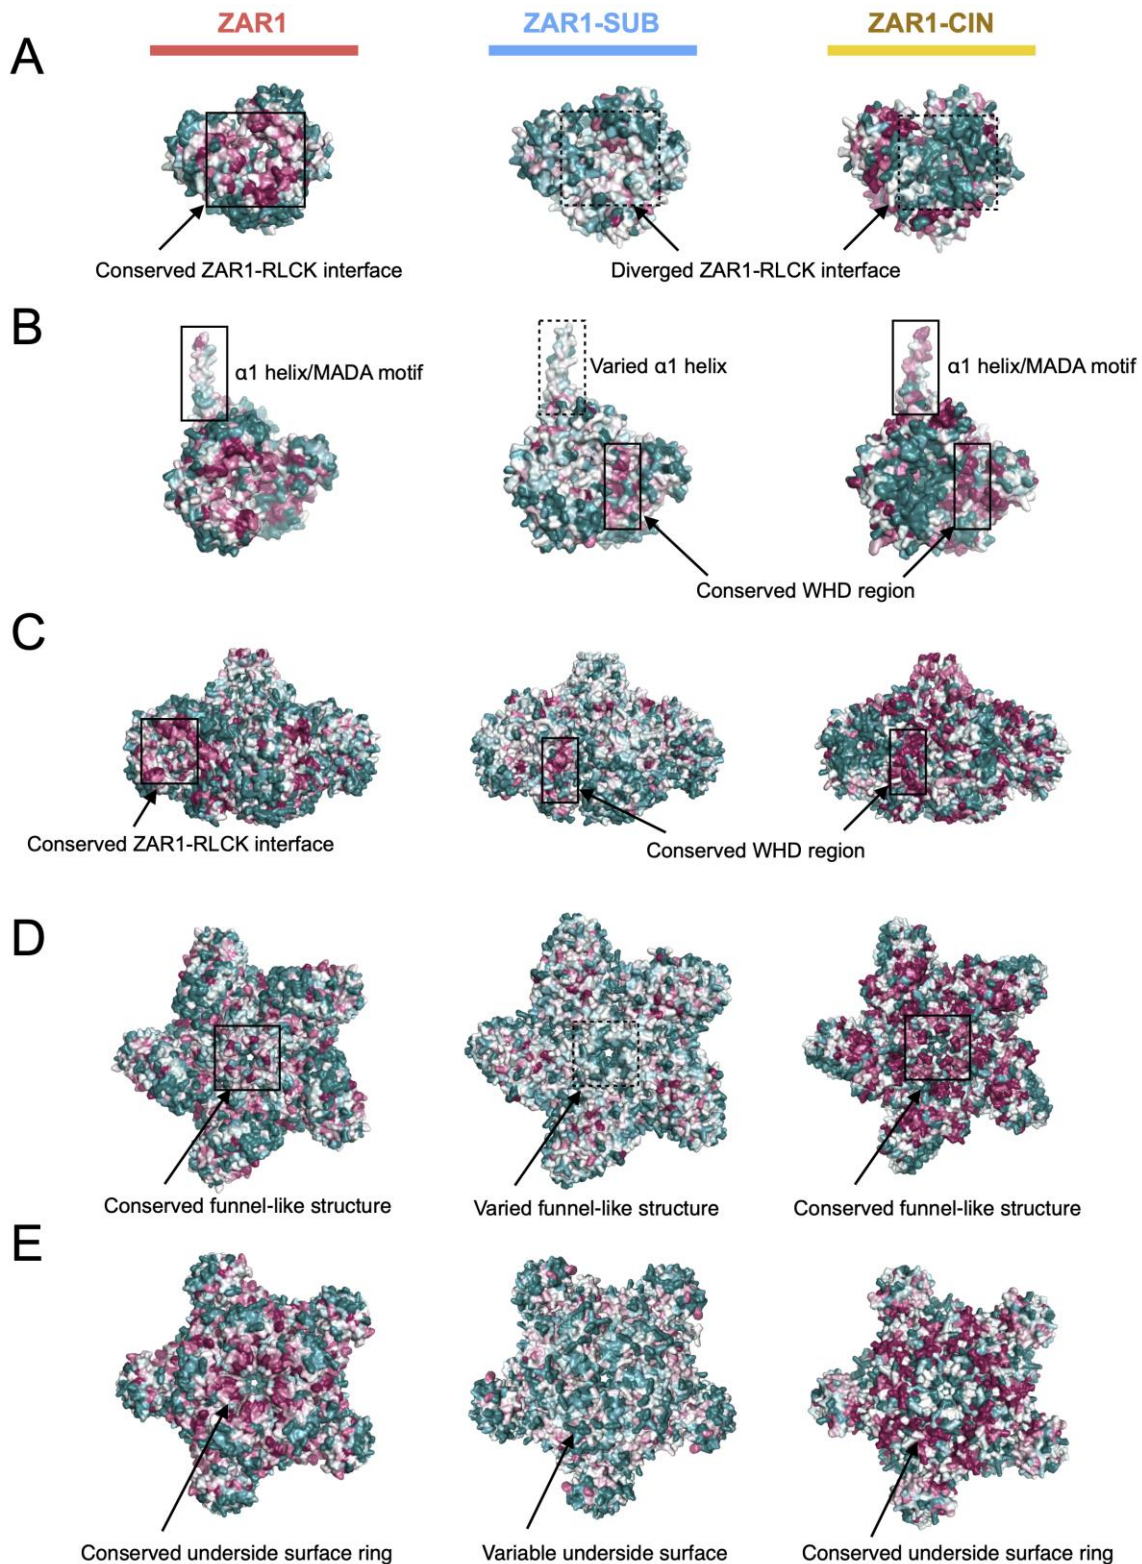 ZAR1 ZAR1-SUB ZAR1-CIN
A
Conserved ZAR1-RLCK interface
Diverged ZAR1-RLCK interface
B
α1 helix/MADA motif
Varied α1 helix
α1 helix/MADA motif
Conserved WHD region
C
Conserved ZAR1-RLCK interface
Conserved WHD region
D
Conserved funnel-like structure
Varied funnel-like structure
Conserved funnel-like structure
E
Conserved underside surface ring
Variable underside surface
Conserved underside surface ring